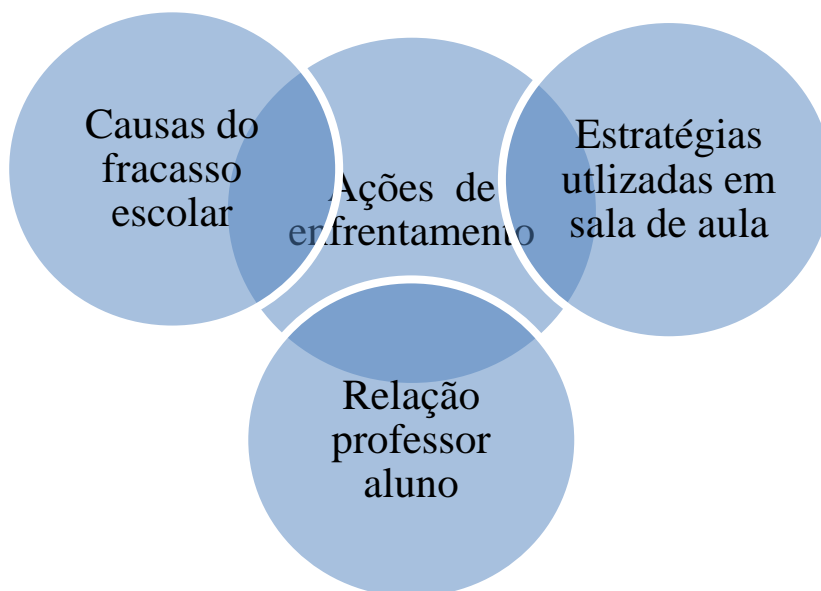 Causas do
fracasso
escolar
Ações de
enfrentamento
Estratégias
utlizadas em
sala de aula
Relação
professor
aluno